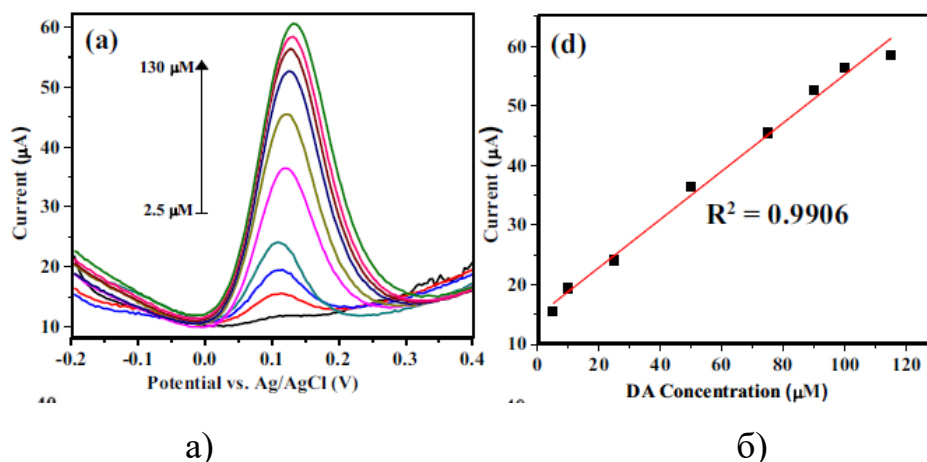 (a)
130 µM
2.5 µM
60
50
40
30
20
10
Current (µA)
-0.2 -0.1 0.0 0.1 0.2 0.3 0.4
Potential vs. Ag/AgCl (V)
(d)
R² = 0.9906
60
50
40
30
20
10
Current (µA)
0 20 40 60 80 100 120
DA Concentration (µM)
а) б)